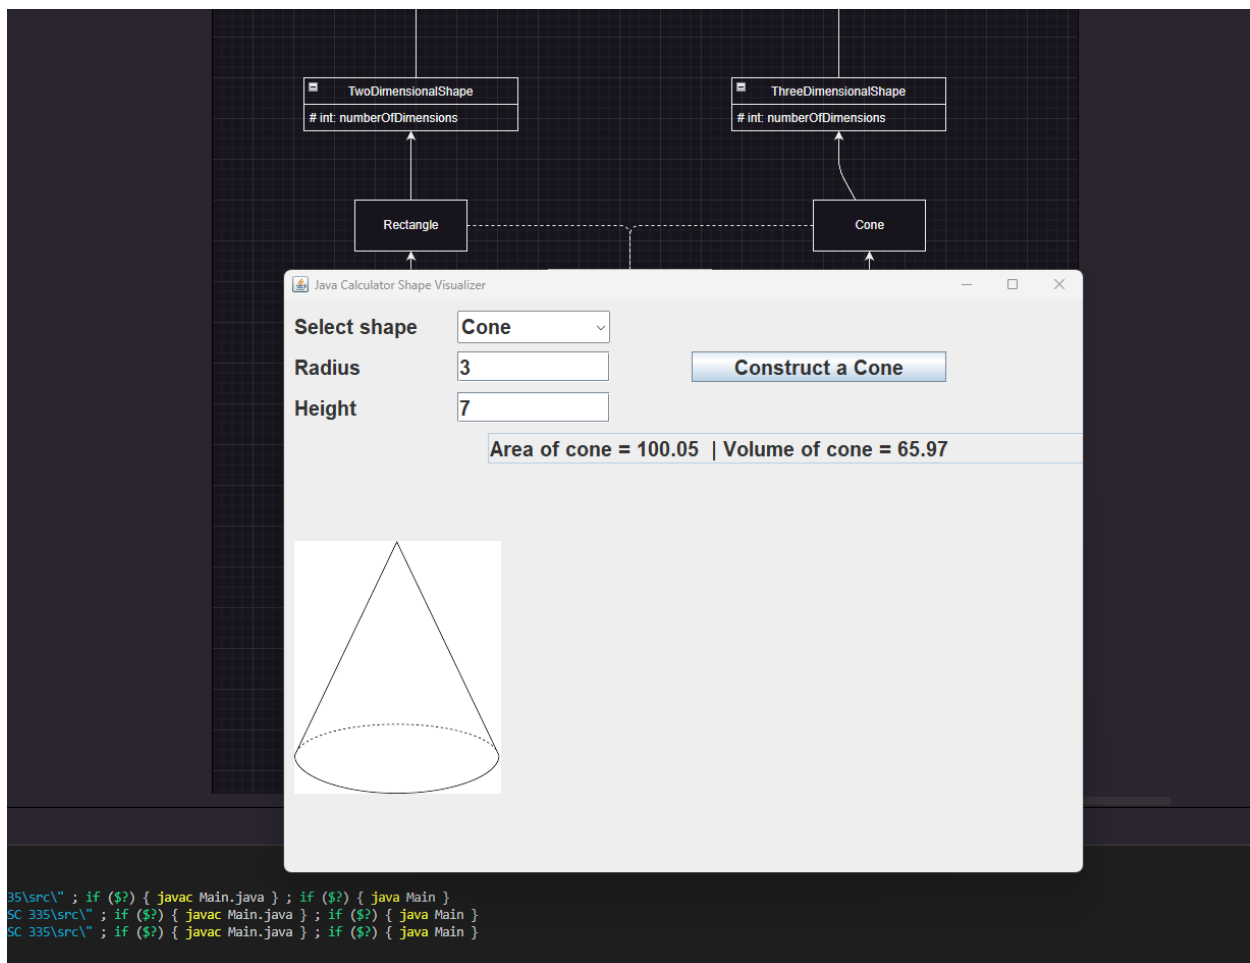 TwoDimensionalShape
# int: numberOfDimensions
ThreeDimensionalShape
# int: numberOfDimensions
Rectangle
Cone
Java Calculator Shape Visualizer
Select shape
Cone
Radius
3
Construct a Cone
Height
7
Area of cone = 100.05 | Volume of cone = 65.97
35\src\" ; if ($?) { javac Main.java } ; if ($?) { java Main }
SC 335\src\" ; if ($?) { javac Main.java } ; if ($?) { java Main }
SC 335\src\" ; if ($?) { javac Main.java } ; if ($?) { java Main }